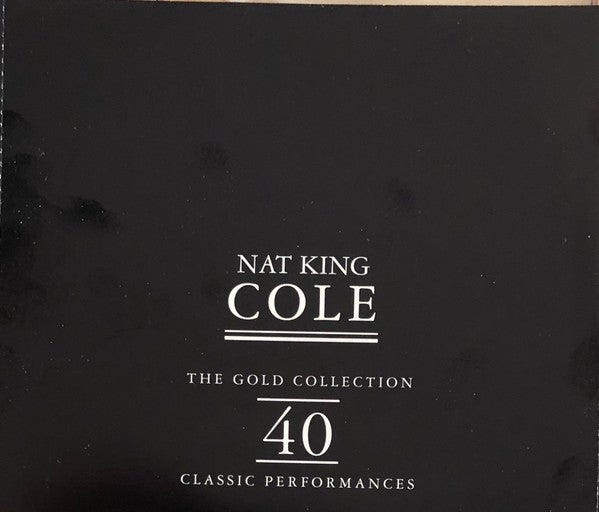 NAT KING
COLE
THE GOLD COLLECTION
40
CLASSIC PERFORMANCES